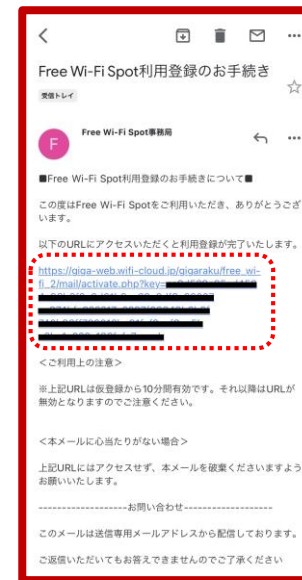 Free Wi-Fi Spot利用登録のお手続き
受信トレイ
F
Free Wi-Fi Spot事務局
■Free Wi-Fi Spot利用登録のお手続きについて■
この度はFree Wi-Fi Spotをご利用いただき、ありがとうござ
います。
以下のURLにアクセスいただくと利用登録が完了いたします。
https://giga-web.wifi-cloud.jp/gigaraku/free_wi-
fi_2/mail/activate.php?key=
<ご利用上の注意>
※上記URLは仮登録から10分間有効です。それ以降はURLが
無効となりますのでご注意ください。
<本メールに心当たりがない場合>
上記URLにはアクセスせず、本メールを破棄くださいますよう
お願いいたします。
-------------------お問い合わせ-------------------
このメールは送信専用メールアドレスから配信しております。
ご返信いただいてもお答えできませんのでご了承ください